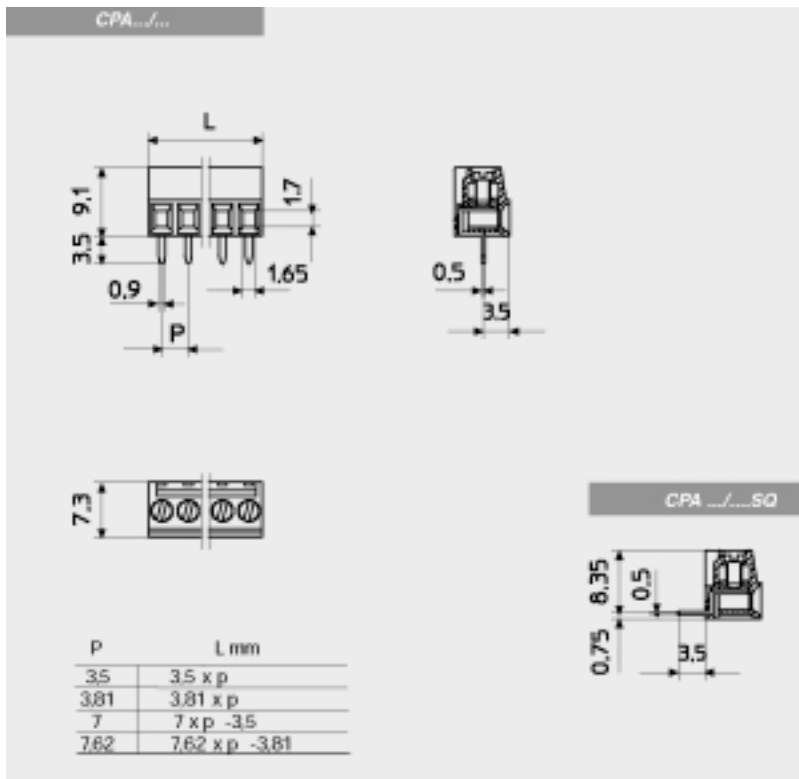 CPA.../...
L
9,1
3,5
1,7
0,9
1,65
P
0,5
3,5
7,3
CPA .../....SQ
8,35
0,5
0,75
3,5
P L mm
3,5 3,5 x p
3,81 3,81 x p
7 7 x p -3,5
7,62 7,62 x p -3,81